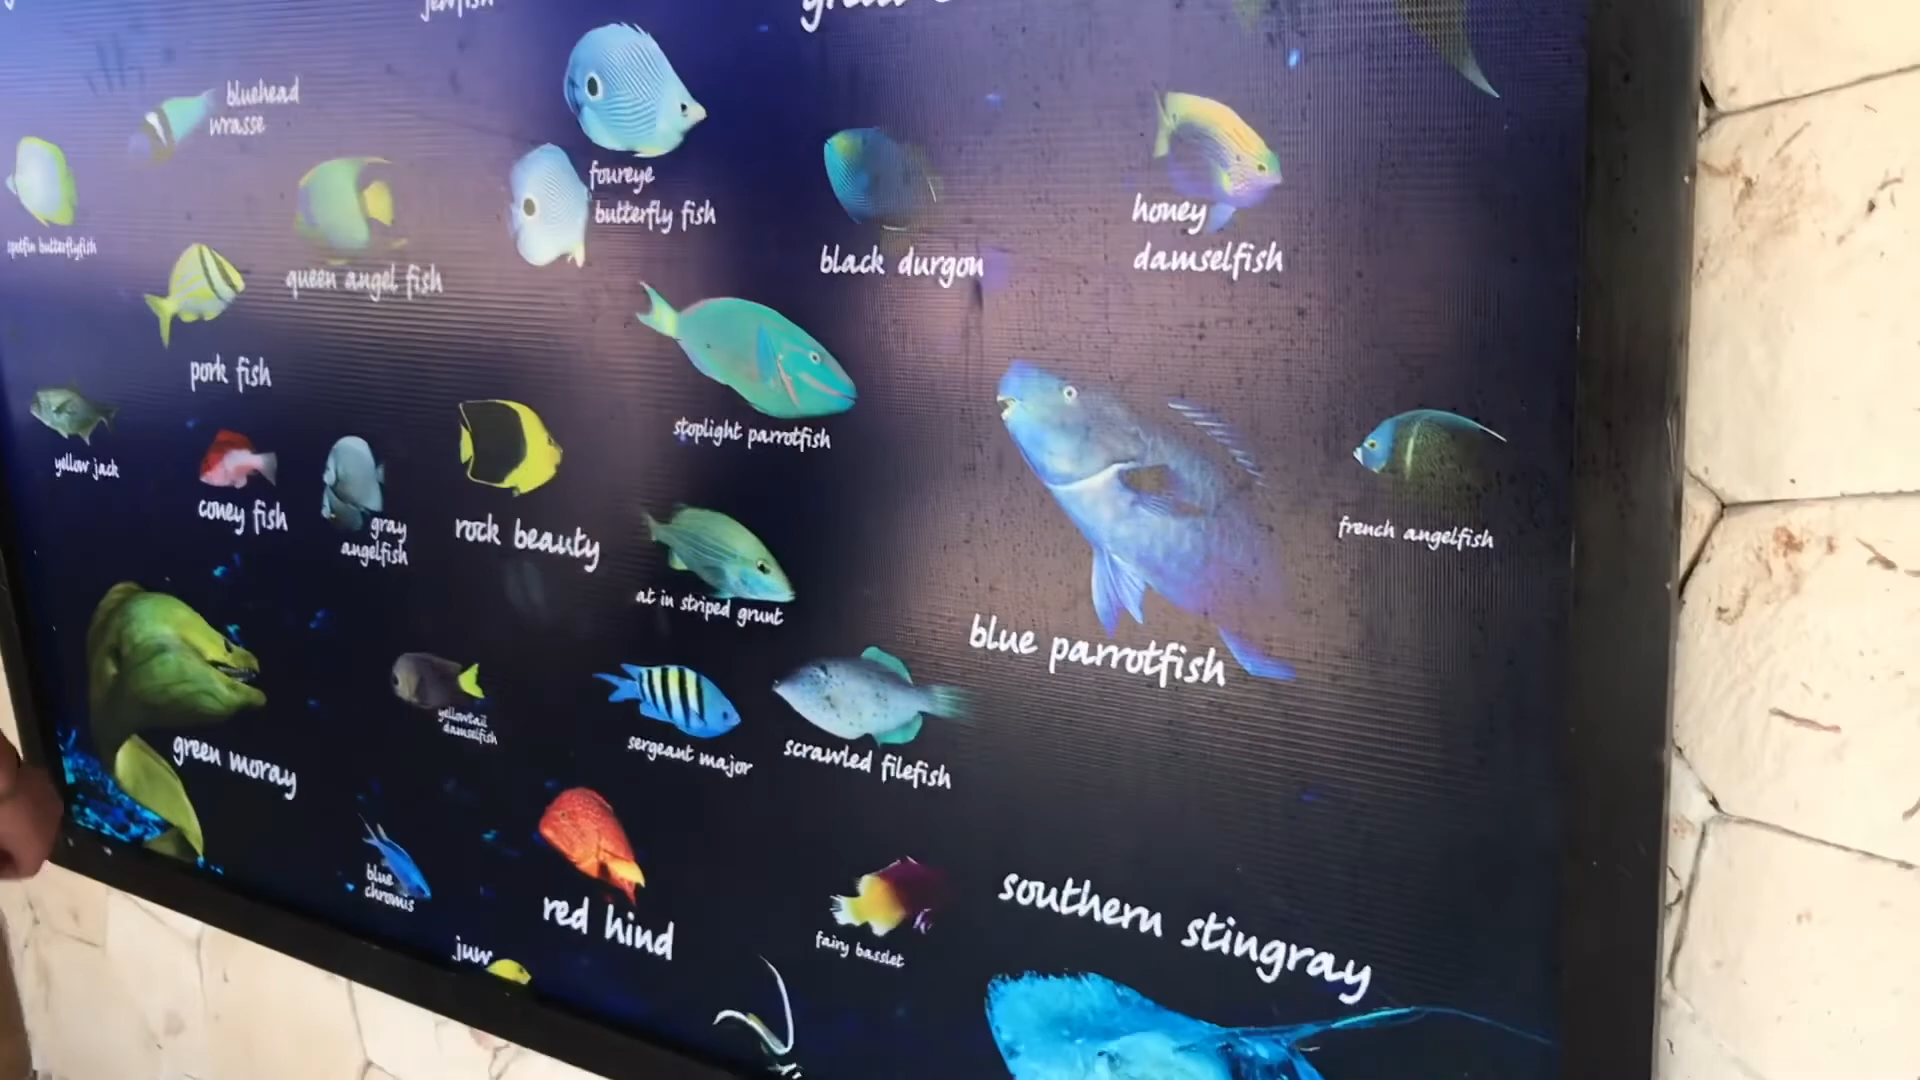 bluehead
wrasse
foureye
butterfly fish
spotfin butterflyfish
queen angel fish
black durgon
honey
damselfish
pork fish
stoplight parrotfish
yellow jack
coney fish
gray
angelfish
rock beauty
french angelfish
at in striped grunt
blue parrotfish
green moray
yellowtail
damselfish
sergeant major
scrawled filefish
blue
chromis
red hind
fairy basslet
southern stingray